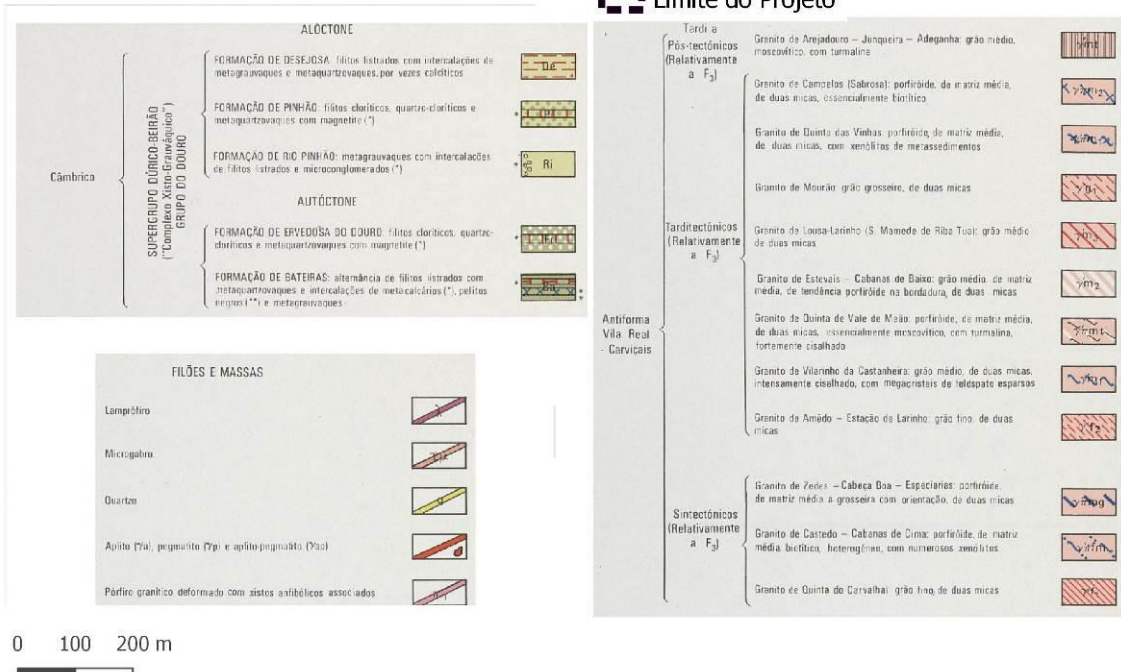 Limite do Projeto
ALÓCTONE
Câmbrico
SUPERGRUPO DÚRICO-BEIRÃO
("Complexo Xisto-Grauváquico")
GRUPO DO DOURO
FORMAÇÃO DE DESEJOSA: filitos listrados com intercalações de
metagrauvaques e metaquartzovaques, por vezes calcíticos
De
FORMAÇÃO DE PINHÃO: filitos cloríticos, quartzo-cloríticos e
metaquartzovaques com magnetite (*)
*
FORMAÇÃO DE RIO PINHÃO: metagrauvaques com intercalações
de filitos listrados e microconglomerados (*)
* Ri
AUTÓCTONE
FORMAÇÃO DE ERVEDOSA DO DOURO: filitos cloríticos, quartzo-
cloríticos e metaquartzovaques com magnetite (*)
*
FORMAÇÃO DE BATEIRAS: alternância de filitos listrados com
metaquartzovaques e intercalações de metacalcários (*), pelitos
negros (**) e metagrauvaques
* Ba **
FILÕES E MASSAS
Lamprófiro
Microgabro
Quartzo
q
Aplito (γa), pegmatito (γp) e aplito-pegmatito (γap)
Pórfiro granítico deformado com xistos anfibólicos associados
Antiforma
Vila Real
- Carviçais
Tardi a
Pós-tectónicos
(Relativamente
a F3)
Granito de Arejadouro – Junqueira – Adeganha: grão médio,
moscovítico, com turmalina
Tarditectónicos
(Relativamente
a F3)
Granito de Campelos (Sabrosa): porfiróide, de matriz média,
de duas micas, essencialmente biotítico
Granito de Quinta das Vinhas: porfiróide, de matriz média,
de duas micas, com xenólitos de metassedimentos
Granito de Mourão: grão grosseiro, de duas micas
Granito de Lousa-Larinho (S. Mamede de Riba Tua): grão médio
de duas micas
Granito de Estevais – Cabanas de Baixo: grão médio, de matriz
média, de tendência porfiróide na bordadura, de duas micas
γm2
Granito de Quinta de Vale de Meão: porfiróide, de matriz média,
de duas micas, essencialmente moscovítico, com turmalina,
fortemente cisalhado
Granito de Vilarinho da Castanheira: grão médio, de duas micas,
intensamente cisalhado, com megacristais de feldspato esparsos
Granito de Amêdo – Estação de Larinho: grão fino, de duas
micas
Sintectónicos
(Relativamente
a F3)
Granito de Zedes – Cabeça Boa – Especiarias: porfiróide,
de matriz média a grosseira com orientação, de duas micas
Granito de Castedo – Cabanas de Cima: porfiróide, de matriz
média, biotítico, heterogéneo, com numerosos xenólitos
Granito de Quinta do Carvalhal: grão fino, de duas micas
0 100 200 m